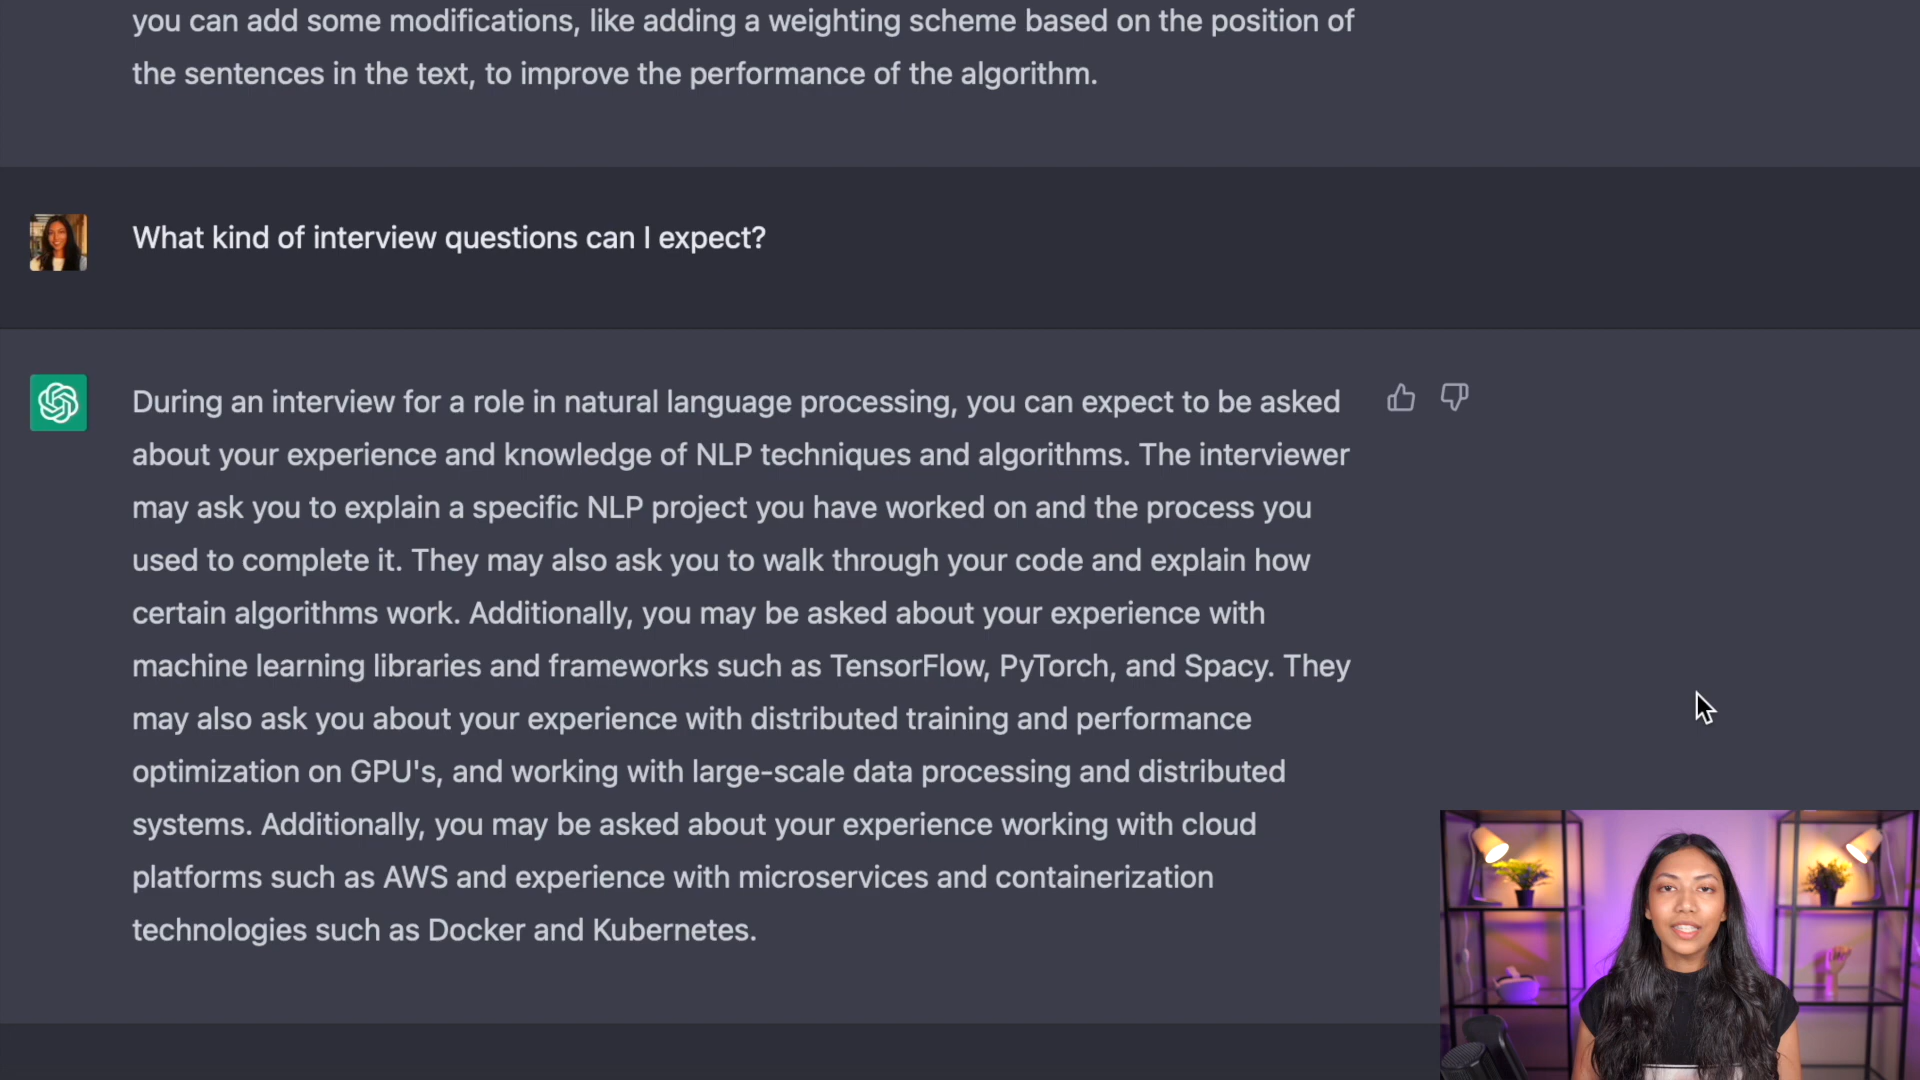 you can add some modifications, like adding a weighting scheme based on the position of
the sentences in the text, to improve the performance of the algorithm.
What kind of interview questions can I expect?
During an interview for a role in natural language processing, you can expect to be asked
about your experience and knowledge of NLP techniques and algorithms. The interviewer
may ask you to explain a specific NLP project you have worked on and the process you
used to complete it. They may also ask you to walk through your code and explain how
certain algorithms work. Additionally, you may be asked about your experience with
machine learning libraries and frameworks such as TensorFlow, PyTorch, and Spacy. They
may also ask you about your experience with distributed training and performance
optimization on GPU's, and working with large-scale data processing and distributed
systems. Additionally, you may be asked about your experience working with cloud
platforms such as AWS and experience with microservices and containerization
technologies such as Docker and Kubernetes.